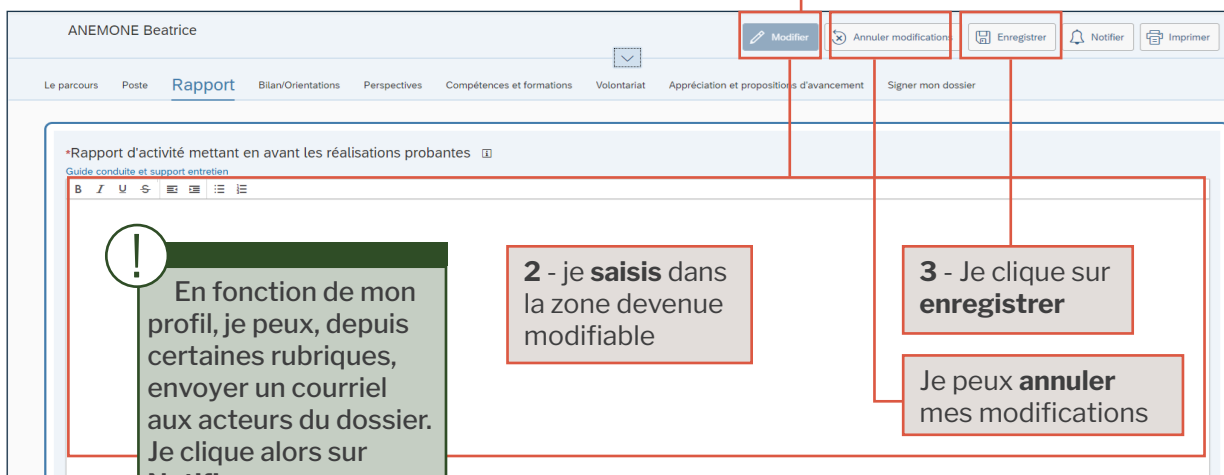 ANEMONE Beatrice
Modifier
Annuler modifications
Enregistrer
Notifier
Imprimer
Le parcours Poste Rapport Bilan/Orientations Perspectives Compétences et formations Volontariat Appréciation et propositions d'avancement Signer mon dossier
*Rapport d'activité mettant en avant les réalisations probantes
Guide conduite et support entretien
B I U S
!
En fonction de mon
profil, je peux, depuis
certaines rubriques,
envoyer un courriel
aux acteurs du dossier.
Je clique alors sur
2 - je saisis dans
la zone devenue
modifiable
3 - Je clique sur
enregistrer
Je peux annuler
mes modifications